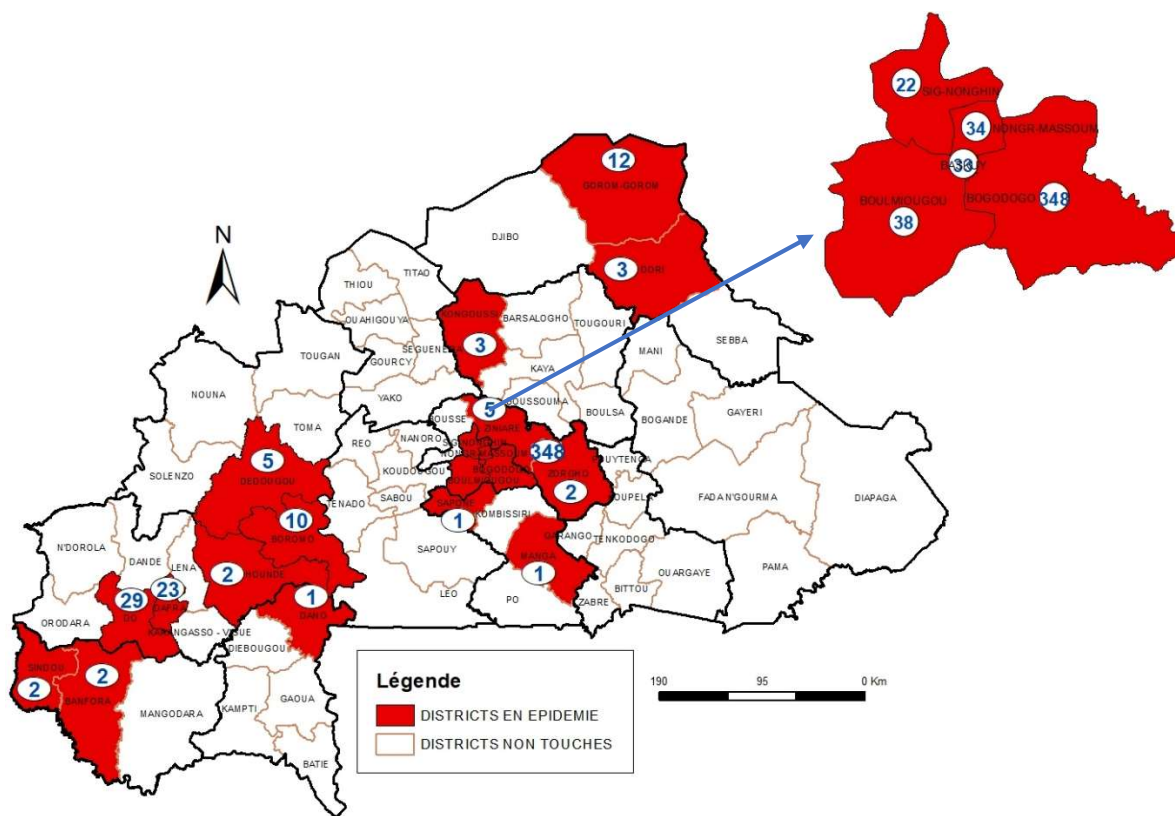 22
SIG-NONGHIN
34
NONGR-MASSOUM
33
BOULMIOUGOU
BOGODOGO
348
38
N
12
GOROM-GOROM
DJIBO
3
DORI
TITAO
THIOU
OUAHIGOUYA
KONGOUSSI
BARSALOGHO
TOUGOURI
3
SEGUENEGA
GOURCY
TOUGAN
KAYA
MANI
SEBBA
NOUNA
YAKO
5
BOUSSOUMA
BOULSA
BOGANDE
GAYERI
TOMA
ZINIARE
REO
NANORO
348
KOUDOUGOU
BOGODOGO
BOULMIOUGOU
ZORGHO
2
5
DEDOUGOU
SOLENZO
TENADO
SABOU
SAPONE
1
KOMBISSIRI
FADA N'GOURMA
DIAPAGA
10
BOROMO
N'DOROLA
DANDE
LENA
SAPOUY
MANGA
1
GARANGO
TENKODOGO
2
HOUNDE
29
DO
23
DAFRA
1
DANO
LEO
PO
ZABRE
BITTOU
OUARGAYE
PAMA
ORODARA
KARANGASSO - VIGUE
DIEBOUGOU
SINDOU
2
2
BANFORA
MANGODARA
KAMPTI
GAOUA
BATIE
Légende
DISTRICTS EN EPIDEMIE
DISTRICTS NON TOUCHES
190
95
0 Km